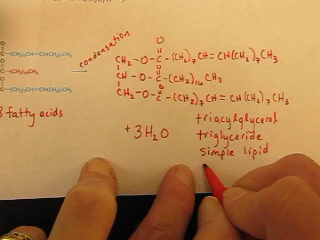 condensation
O
CH₂ -O- C -(CH₂)₇CH=CH(CH₂)₇CH₃
O
CH -O- C -(CH₂)₁₆CH₃
O
CH₂-O- C -(CH₂)₇CH=CH(CH₂)₇CH₃
fatty acids
+3H₂O
triacylglycerol
triglyceride
simple lipid